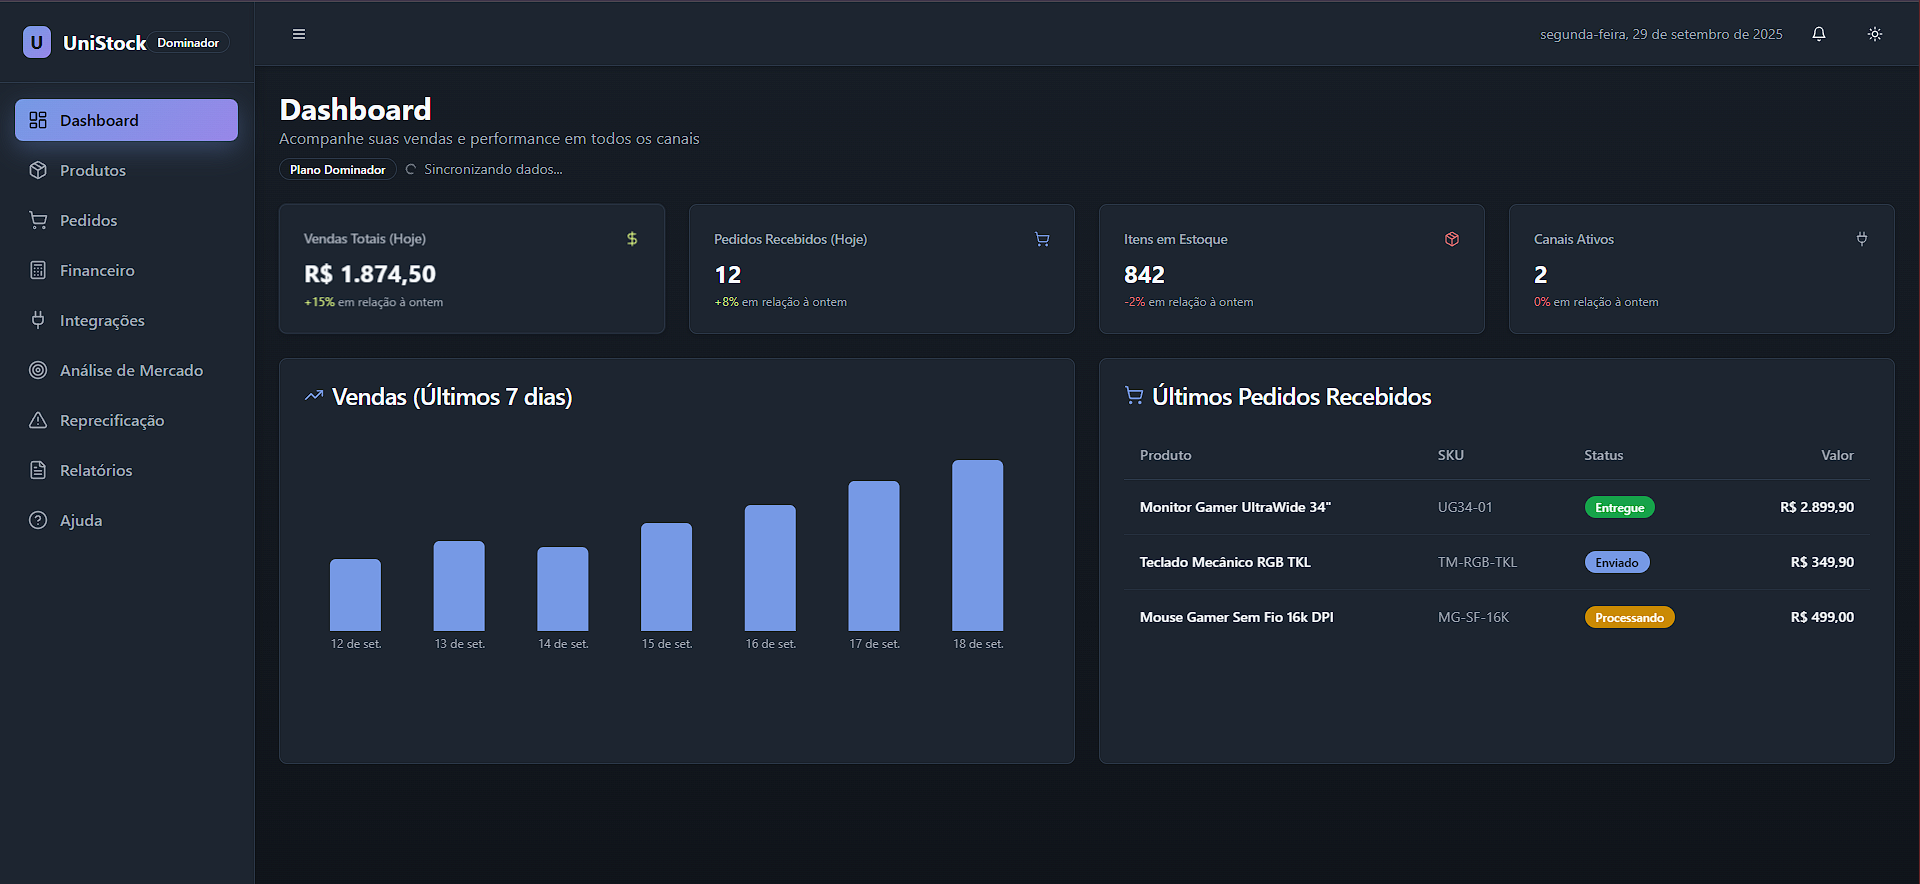 U UniStock Dominador
segunda-feira, 29 de setembro de 2025
Dashboard
Produtos
Pedidos
Financeiro
Integrações
Análise de Mercado
Reprecificação
Relatórios
Ajuda
Dashboard
Acompanhe suas vendas e performance em todos os canais
Plano Dominador Sincronizando dados...
Vendas Totais (Hoje)
R$ 1.874,50
+15% em relação à ontem
Pedidos Recebidos (Hoje)
12
+8% em relação à ontem
Itens em Estoque
842
-2% em relação à ontem
Canais Ativos
2
0% em relação à ontem
Vendas (Últimos 7 dias)
12 de set. 13 de set. 14 de set. 15 de set. 16 de set. 17 de set. 18 de set.
Últimos Pedidos Recebidos
Produto SKU Status Valor
Monitor Gamer UltraWide 34" UG34-01 Entregue R$ 2.899,90
Teclado Mecânico RGB TKL TM-RGB-TKL Enviado R$ 349,90
Mouse Gamer Sem Fio 16k DPI MG-SF-16K Processando R$ 499,00